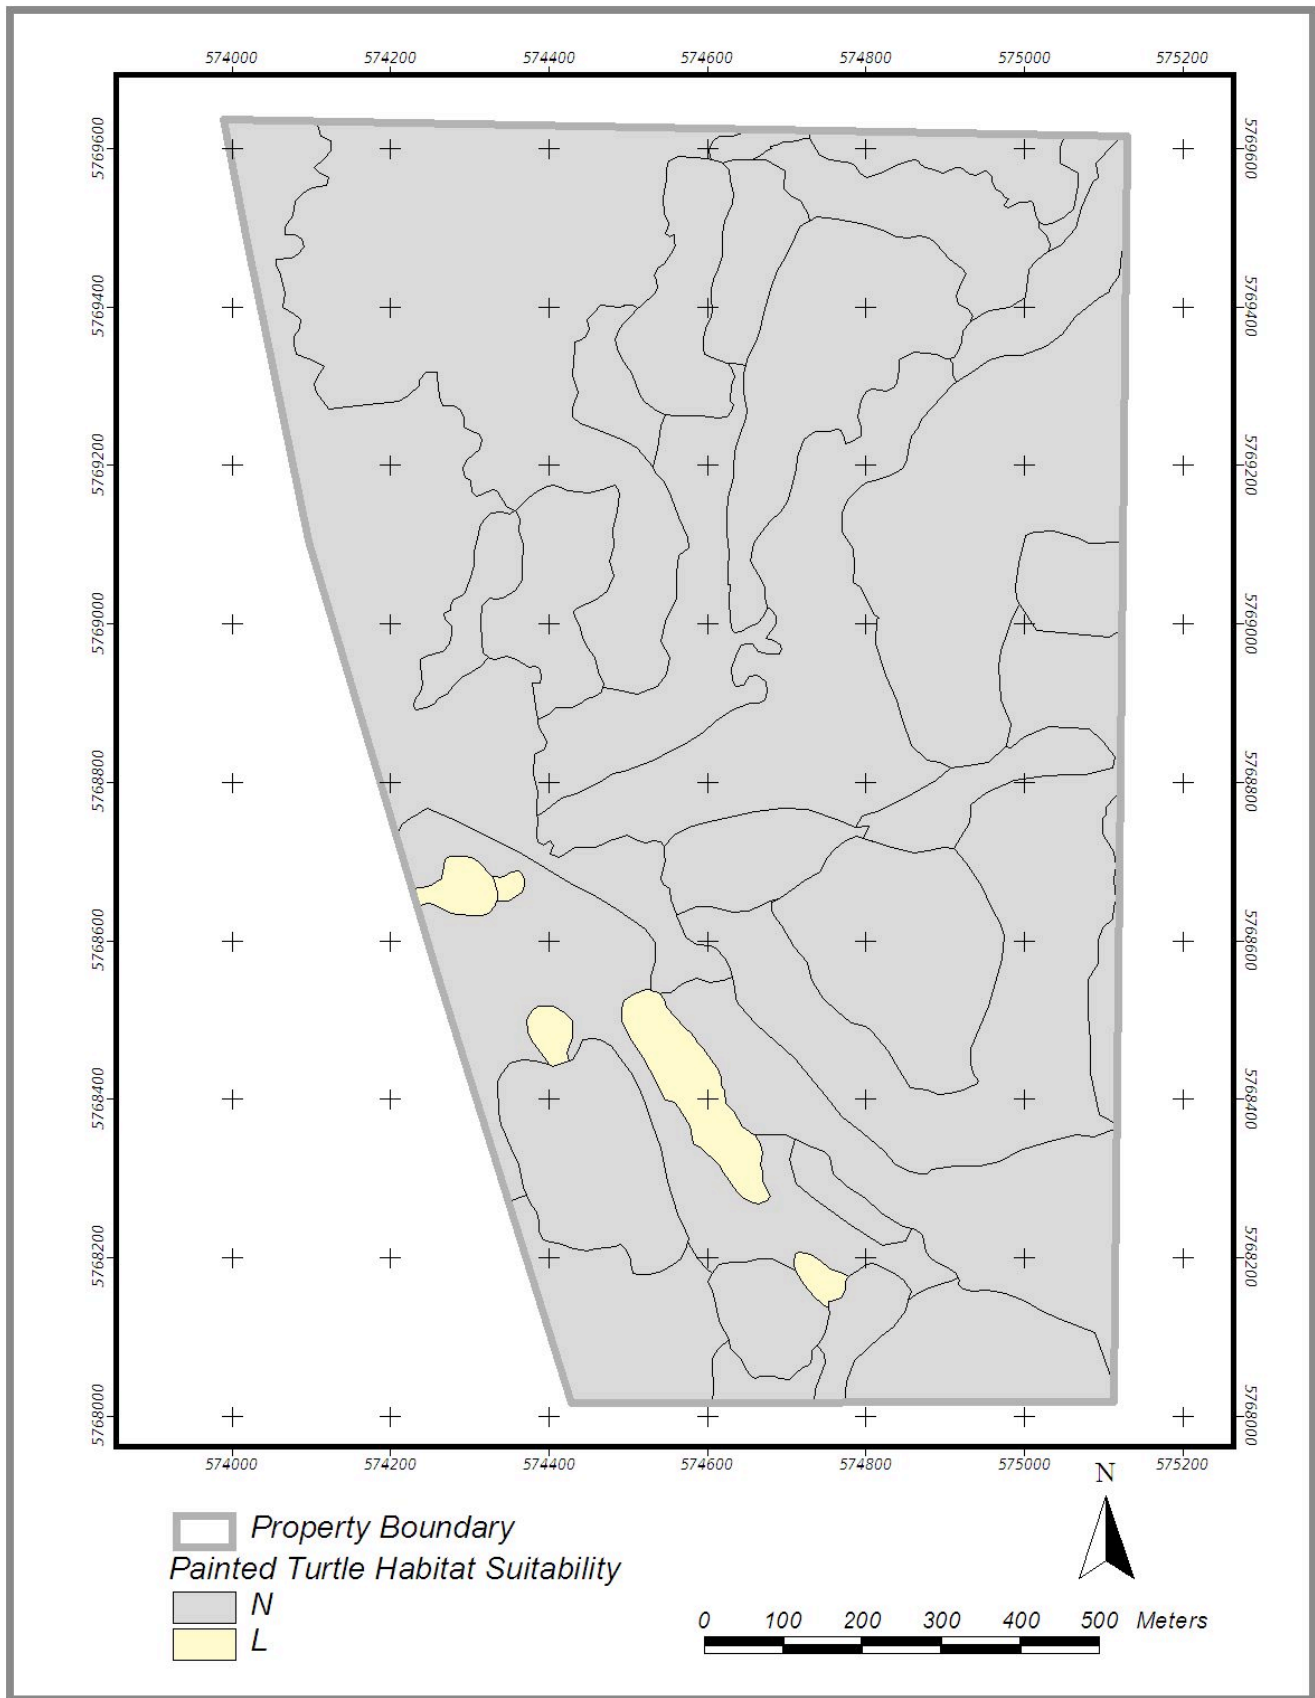 574000 574200 574400 574600 574800 575000 575200
5769600 5769600
5769400 5769400
5769200 5769200
5769000 5769000
5768800 5768800
5768600 5768600
5768400 5768400
5768200 5768200
5768000 5768000
574000 574200 574400 574600 574800 575000 575200
N
Property Boundary
Painted Turtle Habitat Suitability
N
L
0 100 200 300 400 500 Meters